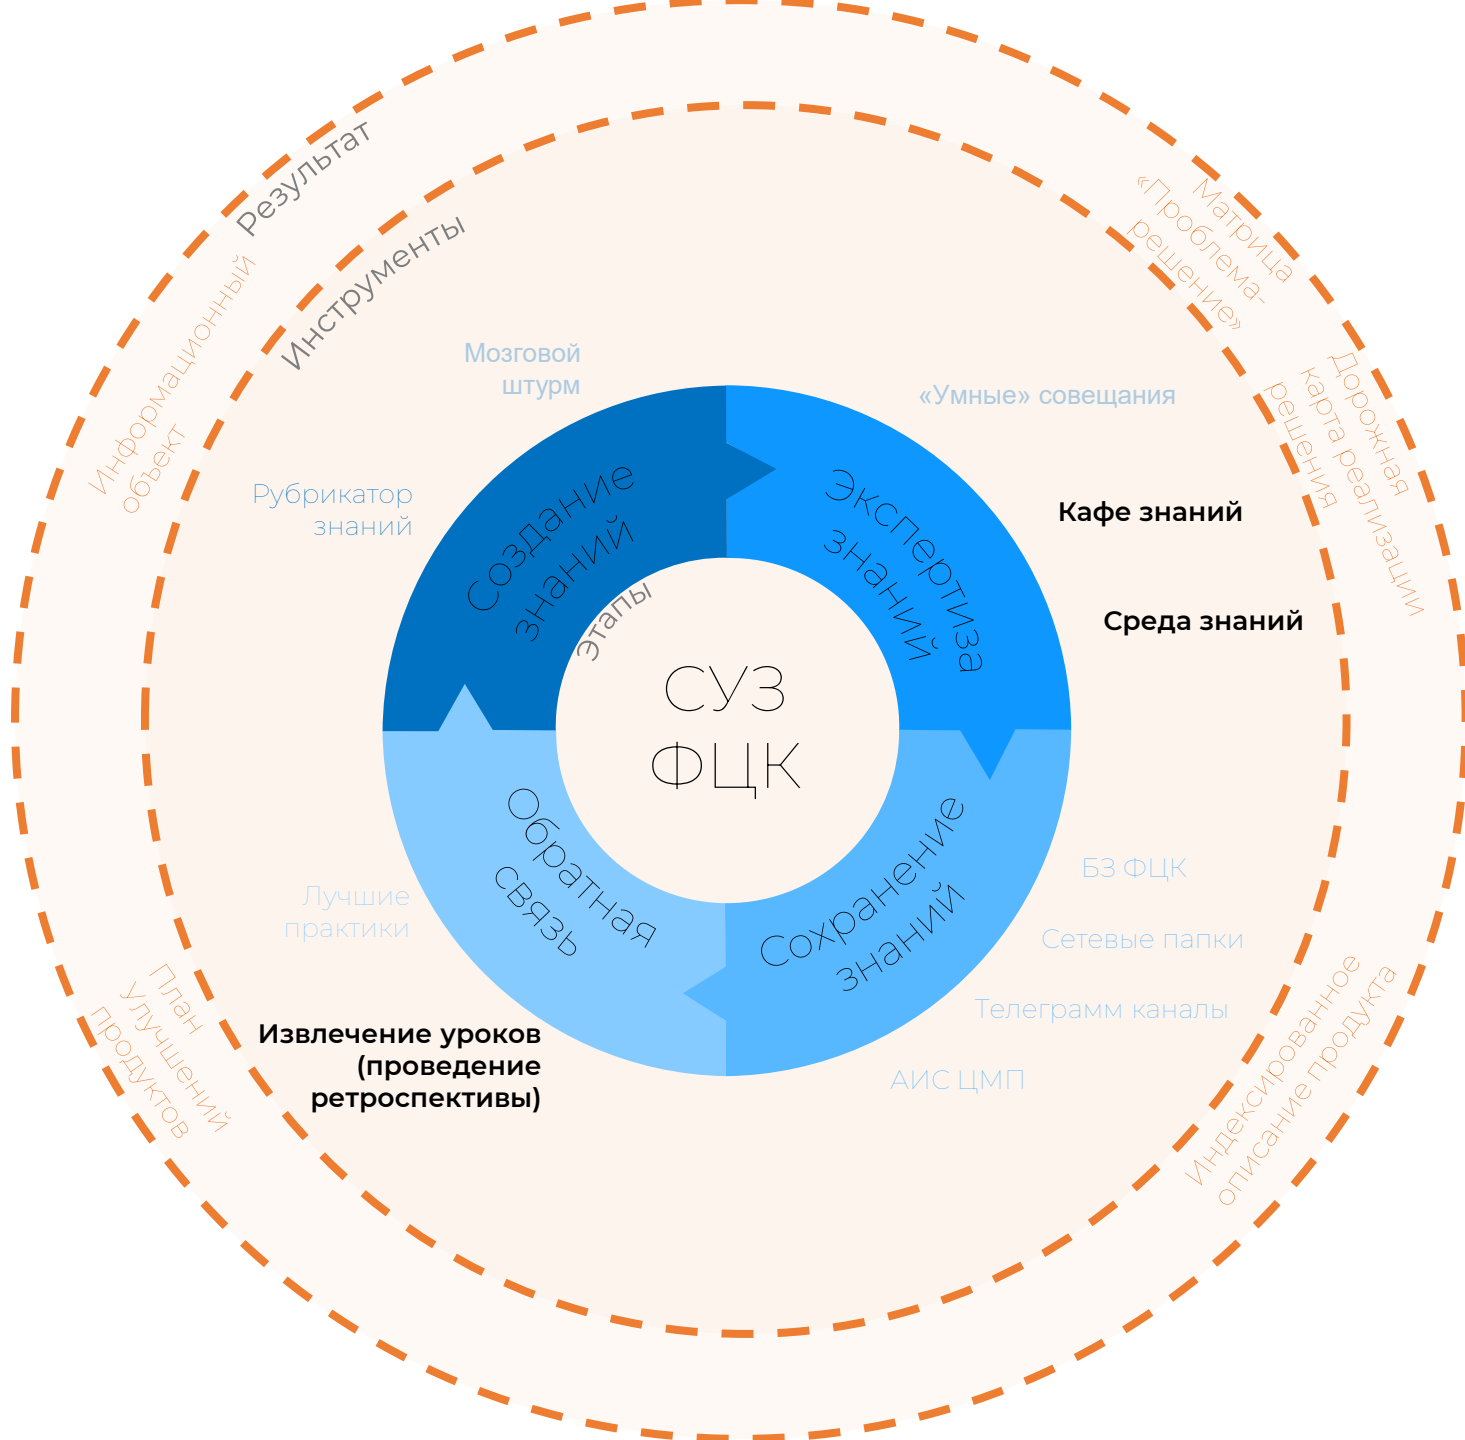 Результат
Инструменты
Этапы
СУЗ
ФЦК
Создание
знаний
Экспертиза
знаний
Сохранение
знаний
Обратная
связь
Мозговой
штурм
Рубрикатор
знаний
«Умные» совещания
Кафе знаний
Среда знаний
БЗ ФЦК
Сетевые папки
Телеграмм каналы
АИС ЦМП
Лучшие
практики
Извлечение уроков
(проведение
ретроспективы)
Информационный
объект
Матрица
«Проблема-
решение»
Дорожная
карта реализации
решения
Индексированное
описание продукта
План
Улучшений
продуктов